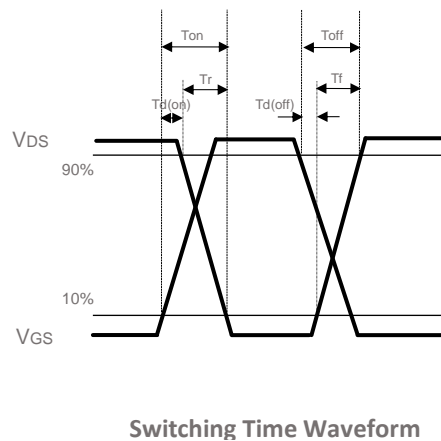 Ton Toff
Tr Tf
Td(on) Td(off)
VDS
90%
10%
VGS
Switching Time Waveform